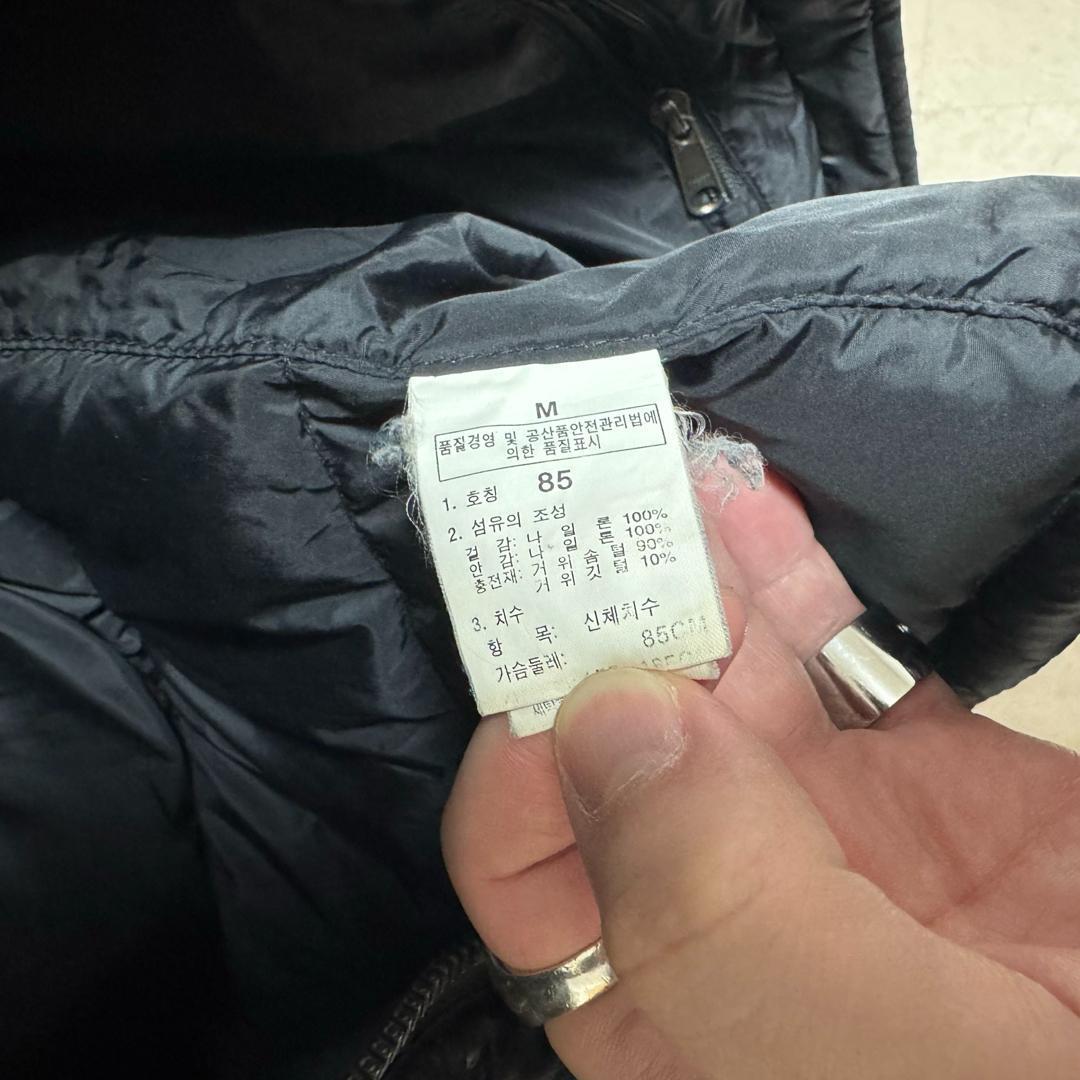 M
품질경영 및 공산품안전관리법에
의한 품질표시
1. 호칭 85
2. 섬유의 조성
겉 감: 나 일 론 100%
안 감: 나 일 론 100%
충전재: 거 위 솜 털 90%
거 위 깃 털 10%
3. 치수
항 목: 신체치수
가슴둘레: 85CM